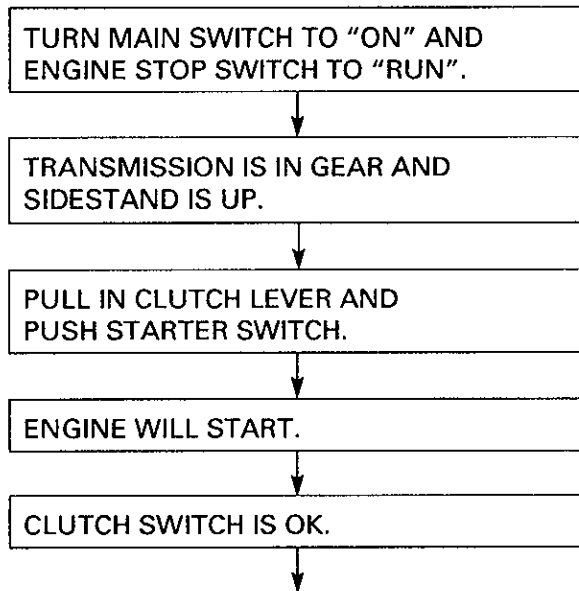 TURN MAIN SWITCH TO “ON” AND
ENGINE STOP SWITCH TO “RUN”.
TRANSMISSION IS IN GEAR AND
SIDESTAND IS UP.
PULL IN CLUTCH LEVER AND
PUSH STARTER SWITCH.
ENGINE WILL START.
CLUTCH SWITCH IS OK.